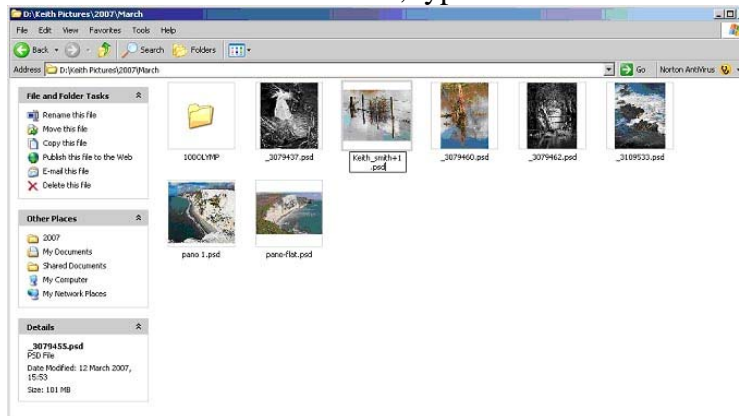 D:\Keith Pictures\2007\March
File Edit View Favorites Tools Help
Back Search Folders
Address D:\Keith Pictures\2007\March Go Norton AntiVirus
File and Folder Tasks
Rename this file
Move this file
Copy this file
Publish this file to the Web
E-mail this file
Delete this file
Other Places
2007
My Documents
Shared Documents
My Computer
My Network Places
Details
_3079455.psd
PSD File
Date Modified: 12 March 2007,
15:53
Size: 101 MB
100OLYMP
_3079437.psd
Keith_smith+1
.psd
_3079460.psd
_3079462.psd
_3109533.psd
pano 1.psd
pano-flat.psd